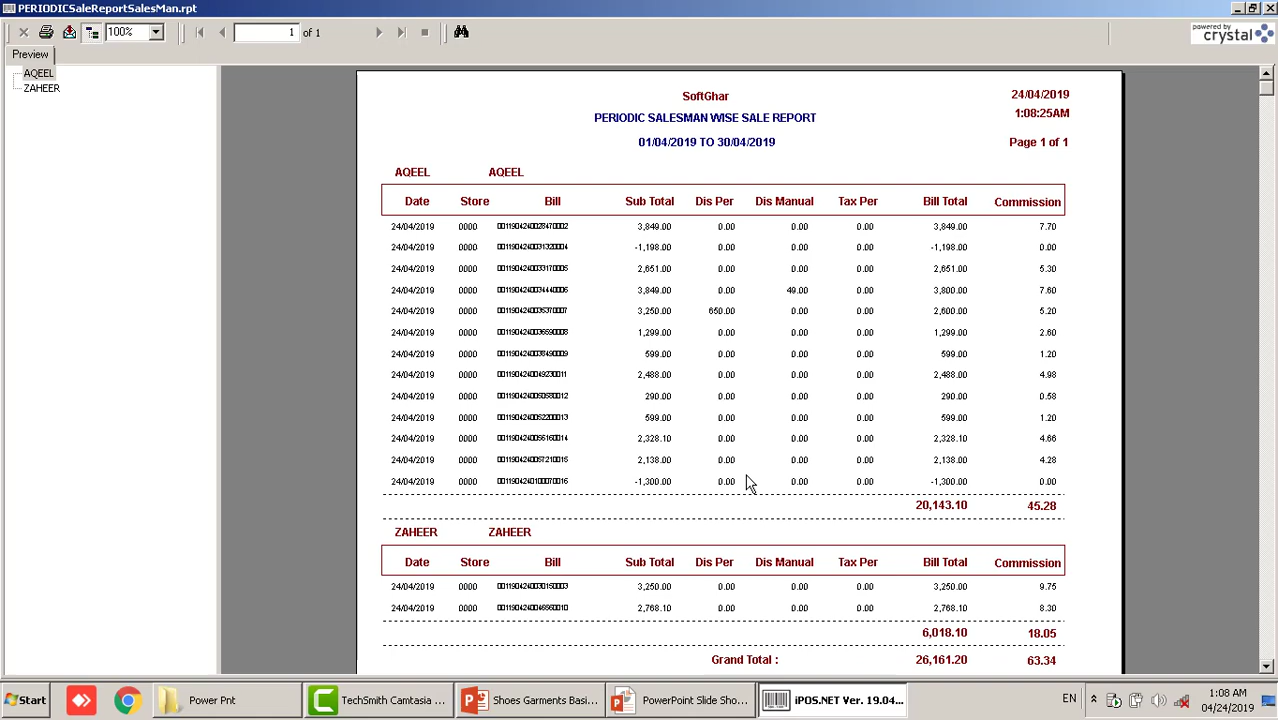 PERIODICSaleReportSalesMan.rpt
100% 1 of 1 powered by crystal
Preview
AQEEL
ZAHEER
SoftGhar 24/04/2019
PERIODIC SALESMAN WISE SALE REPORT 1:08:25AM
01/04/2019 TO 30/04/2019 Page 1 of 1
AQEEL AQEEL
Date Store Bill Sub Total Dis Per Dis Manual Tax Per Bill Total Commission
24/04/2019 0000 3,849.00 0.00 0.00 0.00 3,849.00 7.70
24/04/2019 0000 -1,198.00 0.00 0.00 0.00 -1,198.00 0.00
24/04/2019 0000 2,651.00 0.00 0.00 0.00 2,651.00 5.30
24/04/2019 0000 3,849.00 0.00 49.00 0.00 3,800.00 7.60
24/04/2019 0000 3,250.00 650.00 0.00 0.00 2,600.00 5.20
24/04/2019 0000 1,299.00 0.00 0.00 0.00 1,299.00 2.60
24/04/2019 0000 599.00 0.00 0.00 0.00 599.00 1.20
24/04/2019 0000 2,488.00 0.00 0.00 0.00 2,488.00 4.98
24/04/2019 0000 290.00 0.00 0.00 0.00 290.00 0.58
24/04/2019 0000 599.00 0.00 0.00 0.00 599.00 1.20
24/04/2019 0000 2,328.10 0.00 0.00 0.00 2,328.10 4.66
24/04/2019 0000 2,138.00 0.00 0.00 0.00 2,138.00 4.28
24/04/2019 0000 -1,300.00 0.00 0.00 0.00 -1,300.00 0.00
20,143.10 45.28
ZAHEER ZAHEER
Date Store Bill Sub Total Dis Per Dis Manual Tax Per Bill Total Commission
24/04/2019 0000 3,250.00 0.00 0.00 0.00 3,250.00 9.75
24/04/2019 0000 2,768.10 0.00 0.00 0.00 2,768.10 8.30
6,018.10 18.05
Grand Total : 26,161.20 63.34
Start Power Pnt TechSmith Camtasia ... Shoes Garments Basi... PowerPoint Slide Sho... iPOS.NET Ver. 19.04... EN 1:08 AM
04/24/2019